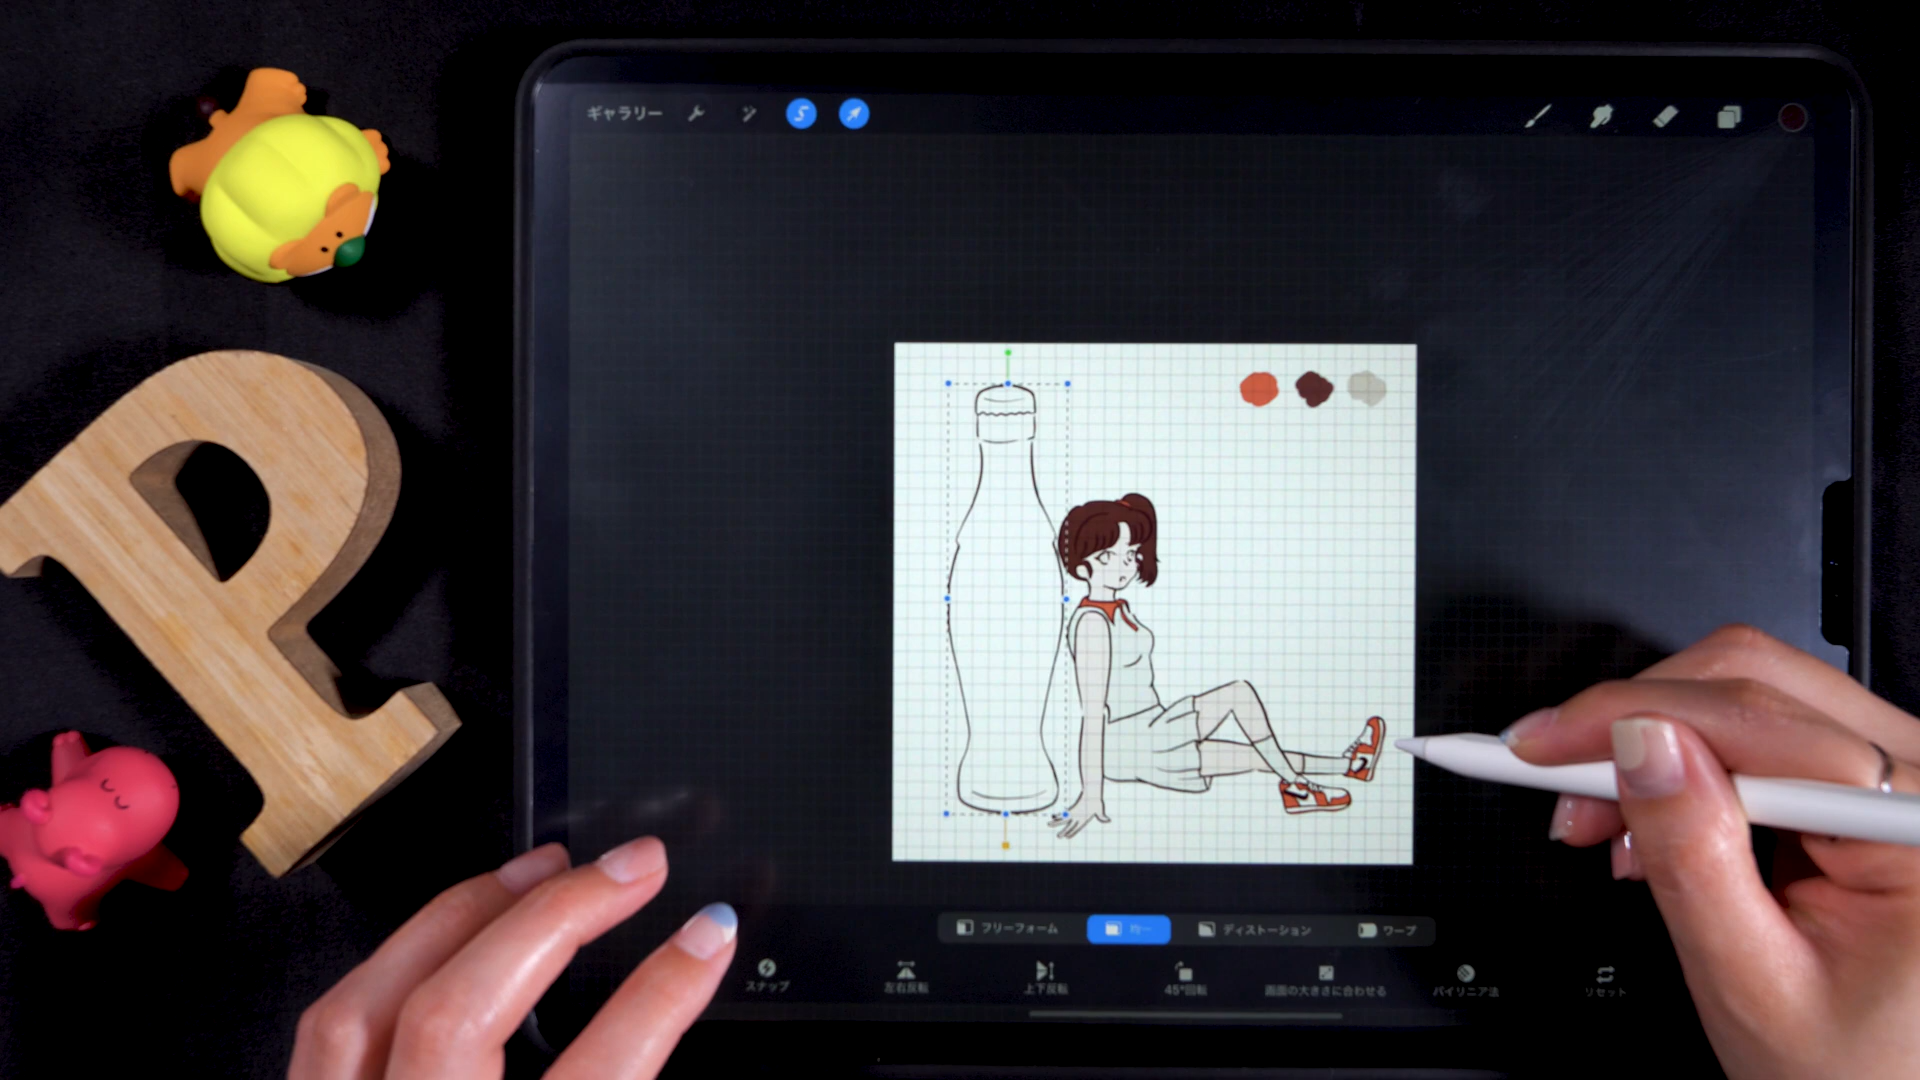 ギャラリー
フリーフォーム
均一
ディストーション
ワープ
スナップ
左右反転
上下反転
45°回転
画面の大きさに合わせる
バイリニア法
リセット